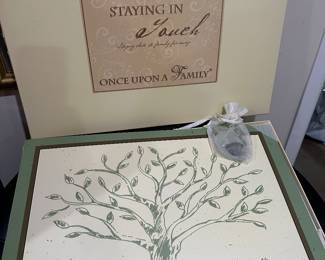 STAYING IN
Touch
ONCE UPON A Family